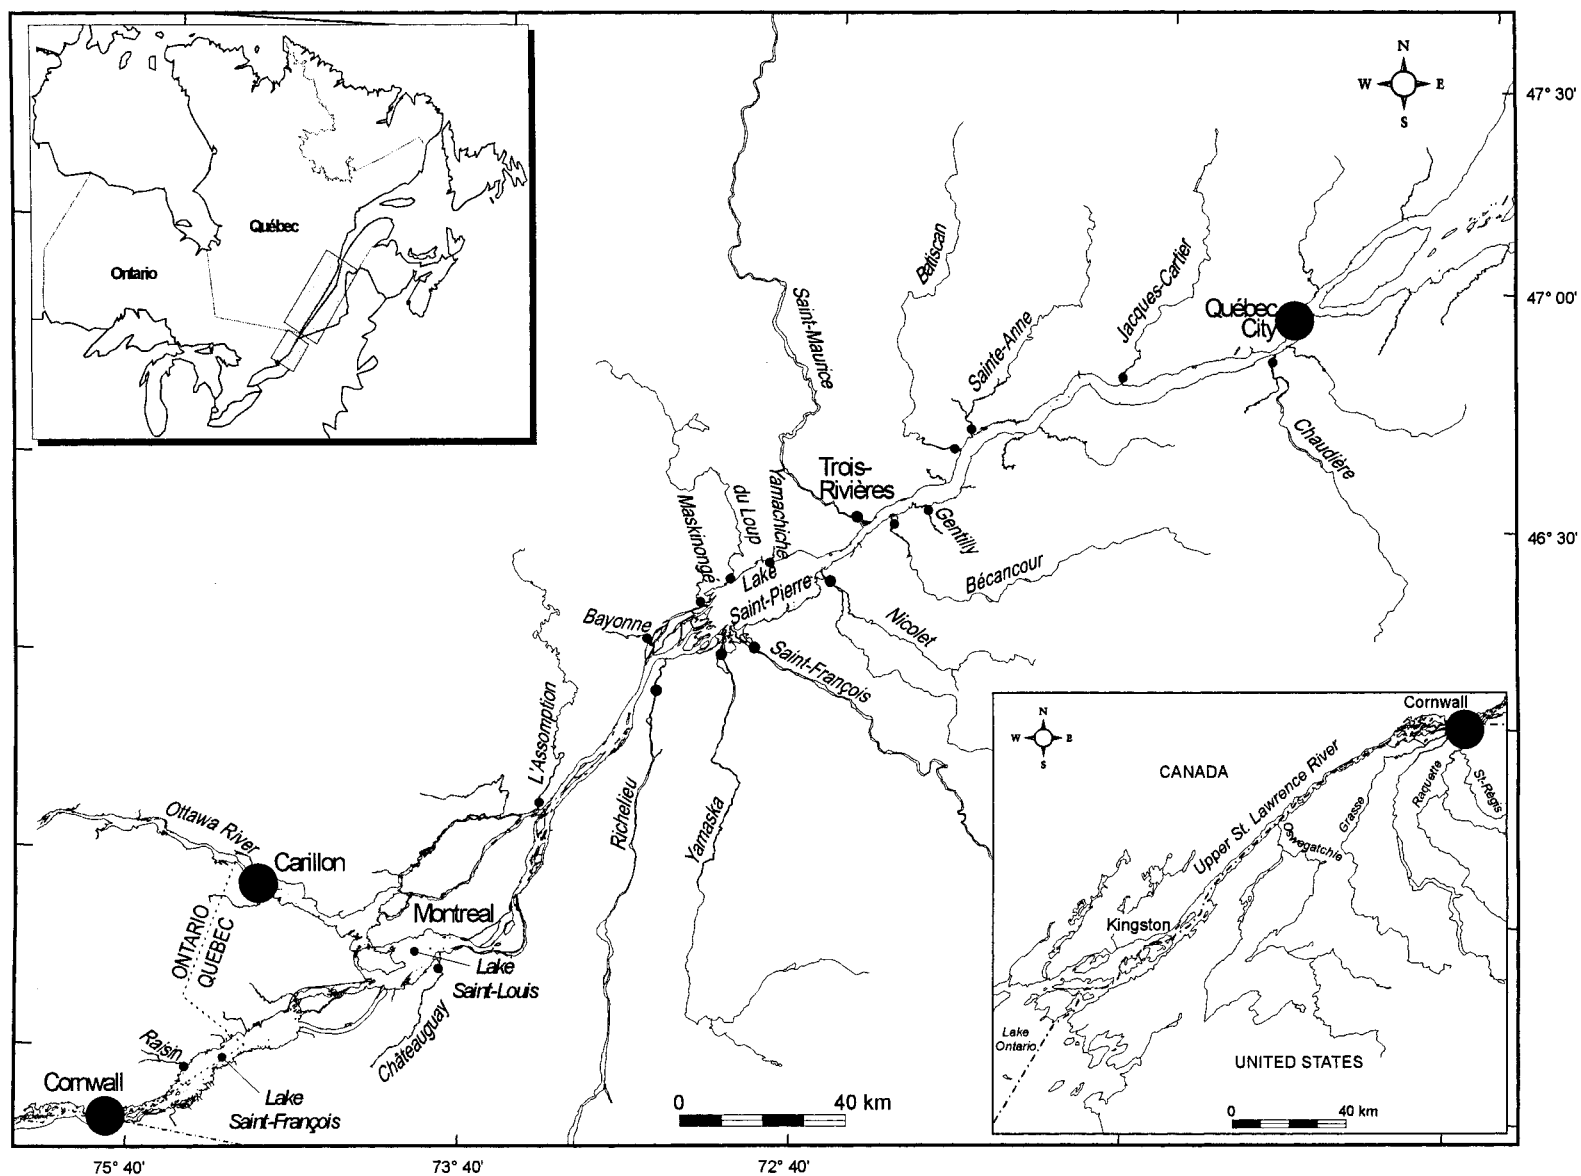 N
W E
S
47° 30'
Québec
Ontario
Batiscan
Jacques-Cartier
Québec
City
47° 00'
Saint-Maurice
Sainte-Anne
Chaudière
Trois-
Rivières
Yamachiche
du Loup
Maskinongé
Gentilly
46° 30'
Lake
Saint-Pierre
Bécancour
Bayonne
Nicolet
Saint-François
L'Assomption
Richelieu
Yamaska
Ottawa River
Carillon
Montreal
ONTARIO
QUEBEC
Lake
Saint-Louis
Châteauguay
Raisin
Cornwall
Lake
Saint-François
0 40 km
75° 40'
73° 40'
72° 40'
Cornwall
N
W E
S
CANADA
Upper St. Lawrence River
Raquette
St-Régis
Grasse
Oswegatchie
Kingston
Lake
Ontario
UNITED STATES
0 40 km